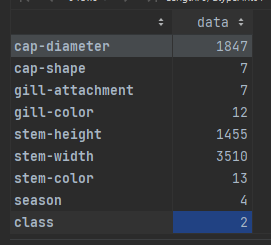 data
cap-diameter 1847
cap-shape 7
gill-attachment 7
gill-color 12
stem-height 1455
stem-width 3510
stem-color 13
season 4
class 2